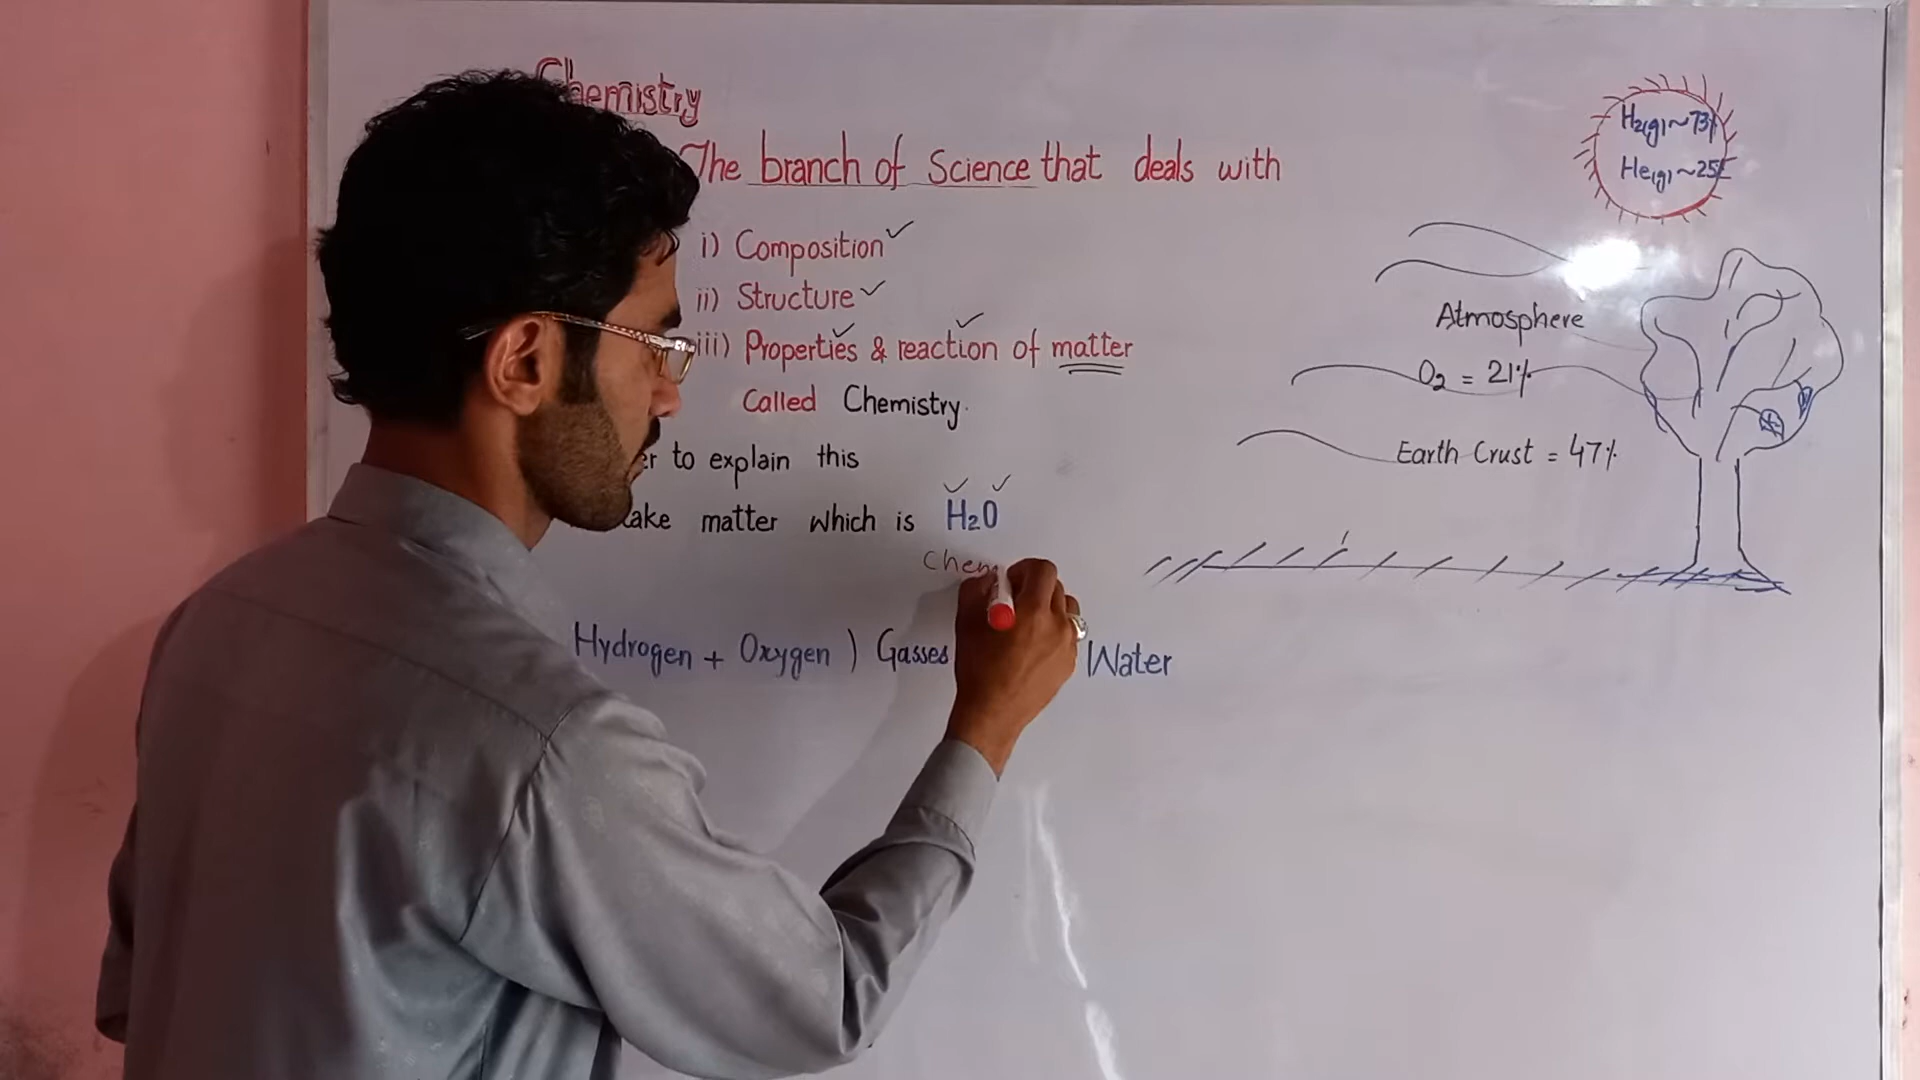 Chemistry
The branch of Science that deals with
i) Composition ✓
ii) Structure ✓
iii) Properties & reaction of matter
Called Chemistry.
to explain this
matter which is H2O
Chem
Hydrogen + Oxygen ) Gasses
Water
H2(g) ~ 73%
He(g) ~ 25%
Atmosphere
O2 = 21%
Earth Crust = 47%